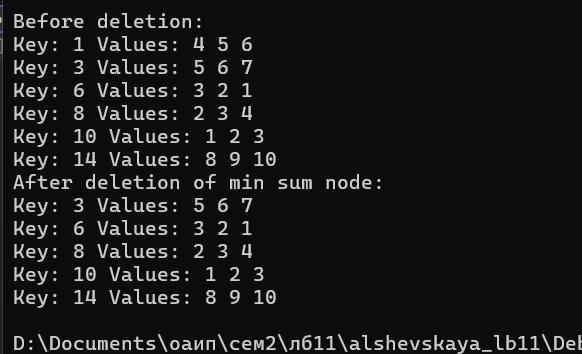 Before deletion:
Key: 1 Values: 4 5 6
Key: 3 Values: 5 6 7
Key: 6 Values: 3 2 1
Key: 8 Values: 2 3 4
Key: 10 Values: 1 2 3
Key: 14 Values: 8 9 10
After deletion of min sum node:
Key: 3 Values: 5 6 7
Key: 6 Values: 3 2 1
Key: 8 Values: 2 3 4
Key: 10 Values: 1 2 3
Key: 14 Values: 8 9 10
D:\Documents\оаип\сем2\лб11\alshevskaya_lb11\Deb